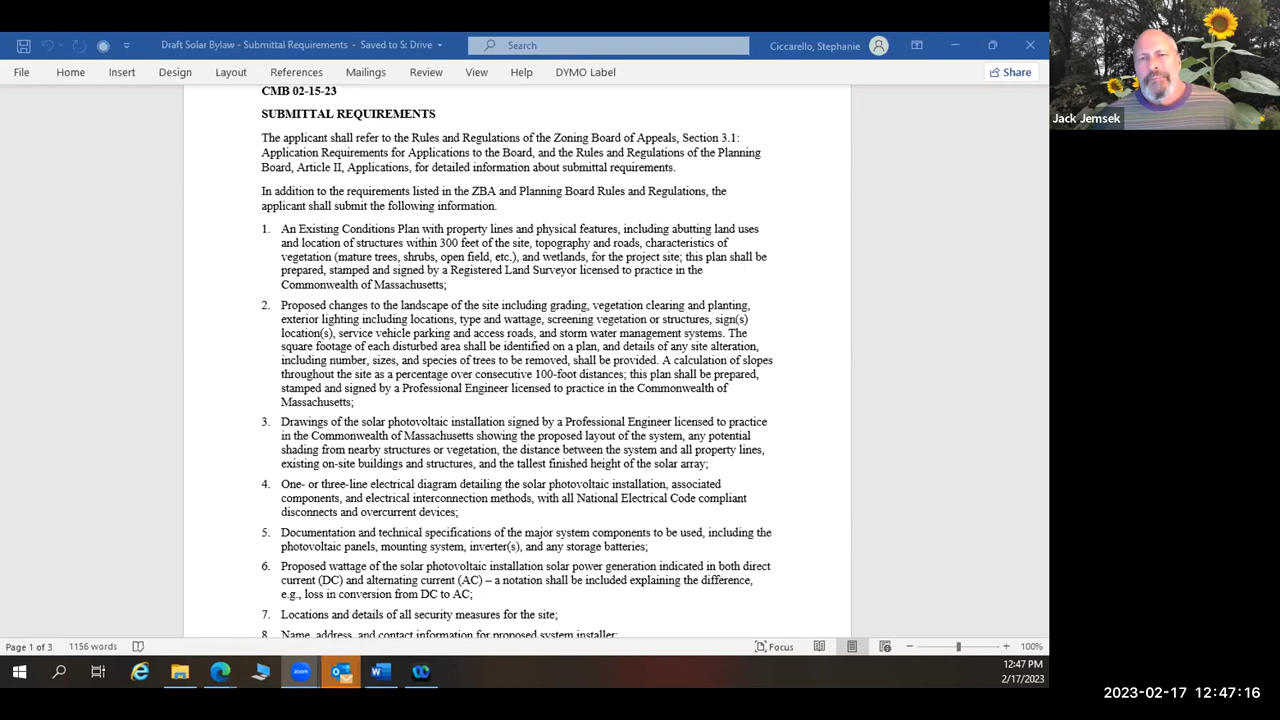 Draft Solar Bylaw - Submittal Requirements - Saved to S: Drive
Search
Ciccarello, Stephanie
File Home Insert Design Layout References Mailings Review View Help DYMO Label Share
Jack Jemsek
CMB 02-15-23
SUBMITTAL REQUIREMENTS
The applicant shall refer to the Rules and Regulations of the Zoning Board of Appeals, Section 3.1:
Application Requirements for Applications to the Board, and the Rules and Regulations of the Planning
Board, Article II, Applications, for detailed information about submittal requirements.
In addition to the requirements listed in the ZBA and Planning Board Rules and Regulations, the
applicant shall submit the following information.
1. An Existing Conditions Plan with property lines and physical features, including abutting land uses
and location of structures within 300 feet of the site, topography and roads, characteristics of
vegetation (mature trees, shrubs, open field, etc.), and wetlands, for the project site; this plan shall be
prepared, stamped and signed by a Registered Land Surveyor licensed to practice in the
Commonwealth of Massachusetts;
2. Proposed changes to the landscape of the site including grading, vegetation clearing and planting,
exterior lighting including locations, type and wattage, screening vegetation or structures, sign(s)
location(s), service vehicle parking and access roads, and storm water management systems. The
square footage of each disturbed area shall be identified on a plan, and details of any site alteration,
including number, sizes, and species of trees to be removed, shall be provided. A calculation of slopes
throughout the site as a percentage over consecutive 100-foot distances; this plan shall be prepared,
stamped and signed by a Professional Engineer licensed to practice in the Commonwealth of
Massachusetts;
3. Drawings of the solar photovoltaic installation signed by a Professional Engineer licensed to practice
in the Commonwealth of Massachusetts showing the proposed layout of the system, any potential
shading from nearby structures or vegetation, the distance between the system and all property lines,
existing on-site buildings and structures, and the tallest finished height of the solar array;
4. One- or three-line electrical diagram detailing the solar photovoltaic installation, associated
components, and electrical interconnection methods, with all National Electrical Code compliant
disconnects and overcurrent devices;
5. Documentation and technical specifications of the major system components to be used, including the
photovoltaic panels, mounting system, inverter(s), and any storage batteries;
6. Proposed wattage of the solar photovoltaic installation solar power generation indicated in both direct
current (DC) and alternating current (AC) – a notation shall be included explaining the difference,
e.g., loss in conversion from DC to AC;
7. Locations and details of all security measures for the site;
8. Name, address, and contact information for proposed system installer;
Page 1 of 3 1156 words Focus 100%
zoom
12:47 PM
2/17/2023
2023-02-17 12:47:16